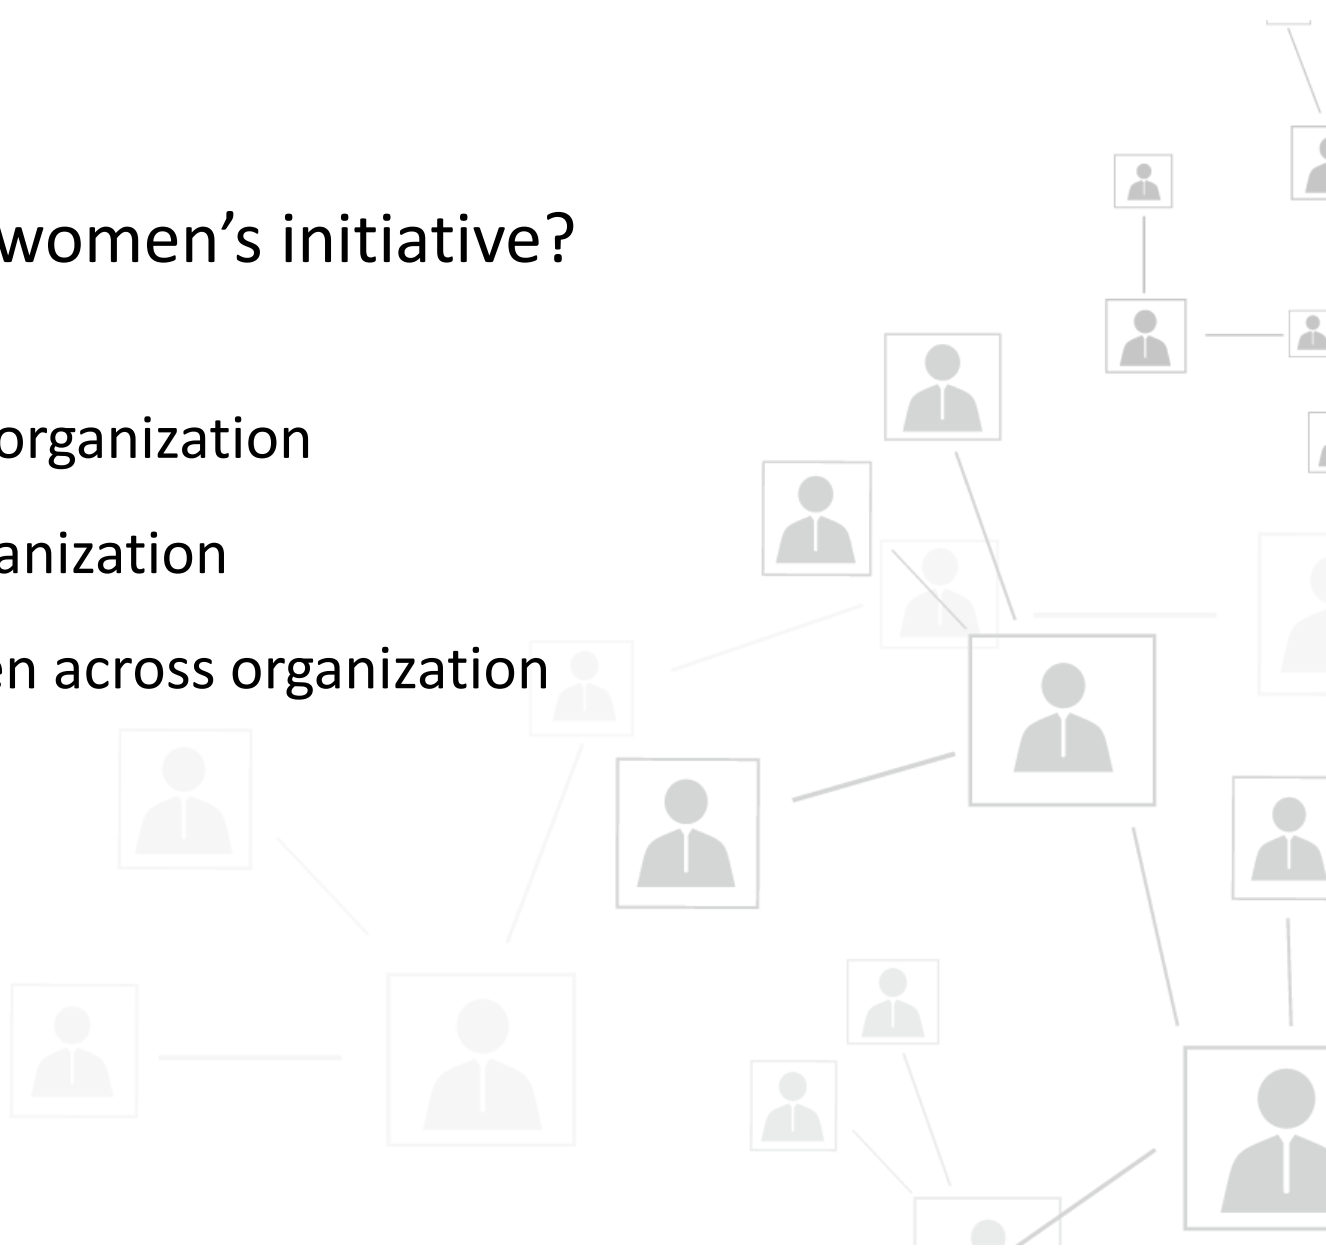 women’s initiative?
organization
anization
en across organization